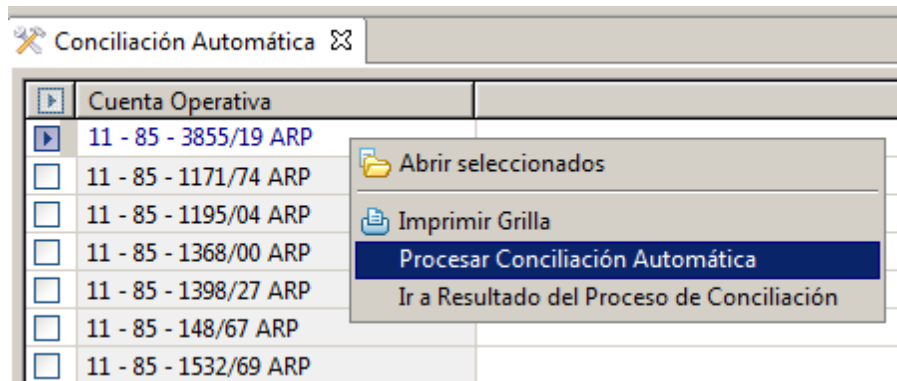 Conciliación Automática
Cuenta Operativa
11 - 85 - 3855/19 ARP
11 - 85 - 1171/74 ARP
11 - 85 - 1195/04 ARP
11 - 85 - 1368/00 ARP
11 - 85 - 1398/27 ARP
11 - 85 - 148/67 ARP
11 - 85 - 1532/69 ARP
Abrir seleccionados
Imprimir Grilla
Procesar Conciliación Automática
Ir a Resultado del Proceso de Conciliación